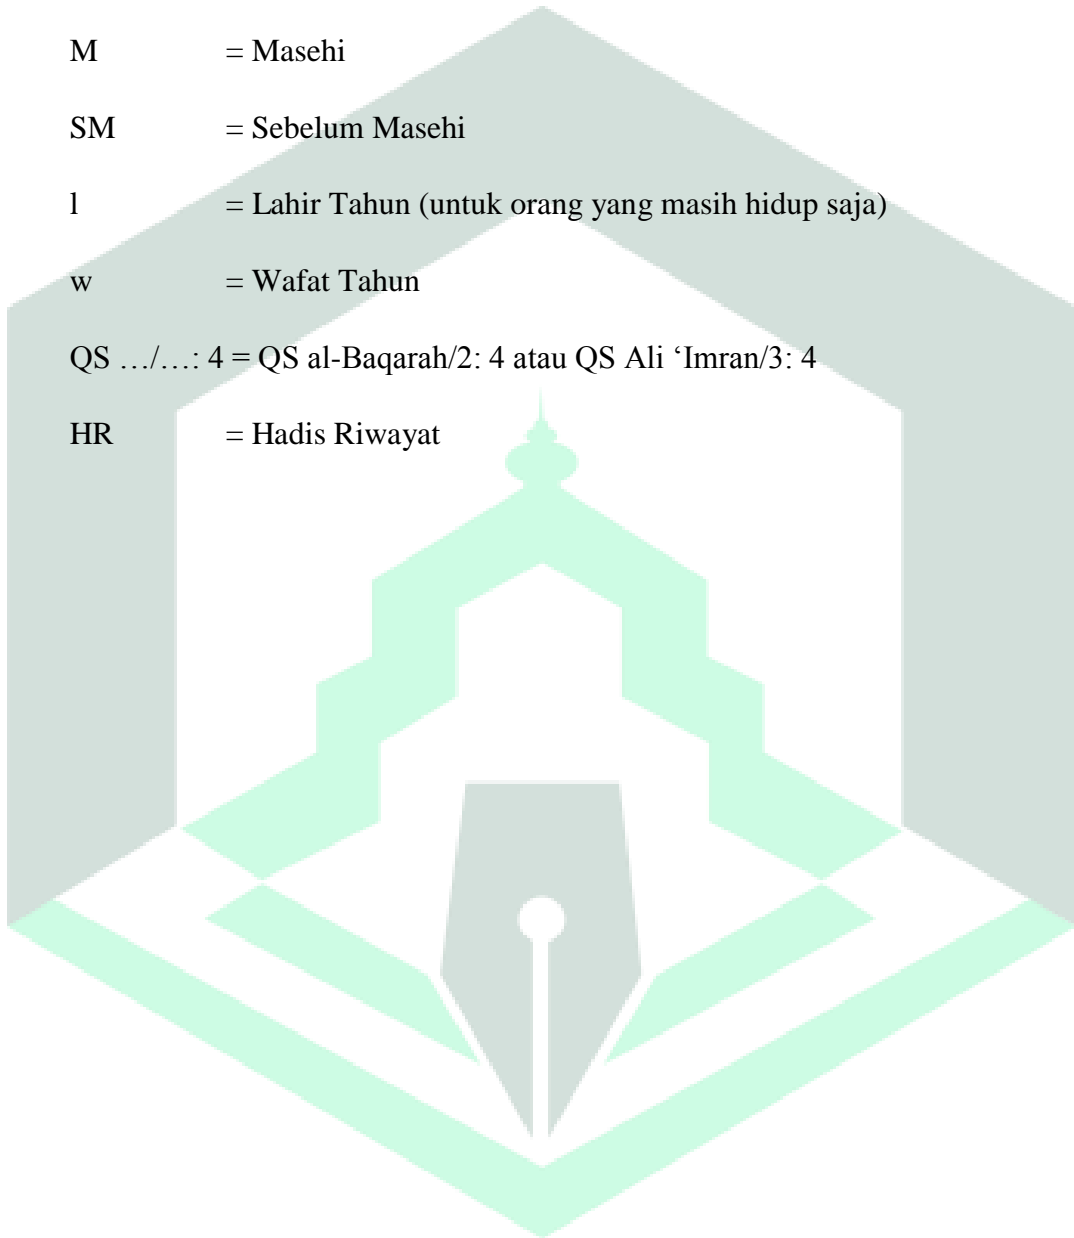 M = Masehi
SM = Sebelum Masehi
l = Lahir Tahun (untuk orang yang masih hidup saja)
w = Wafat Tahun
QS …/…: 4 = QS al-Baqarah/2: 4 atau QS Ali ‘Imran/3: 4
HR = Hadis Riwayat